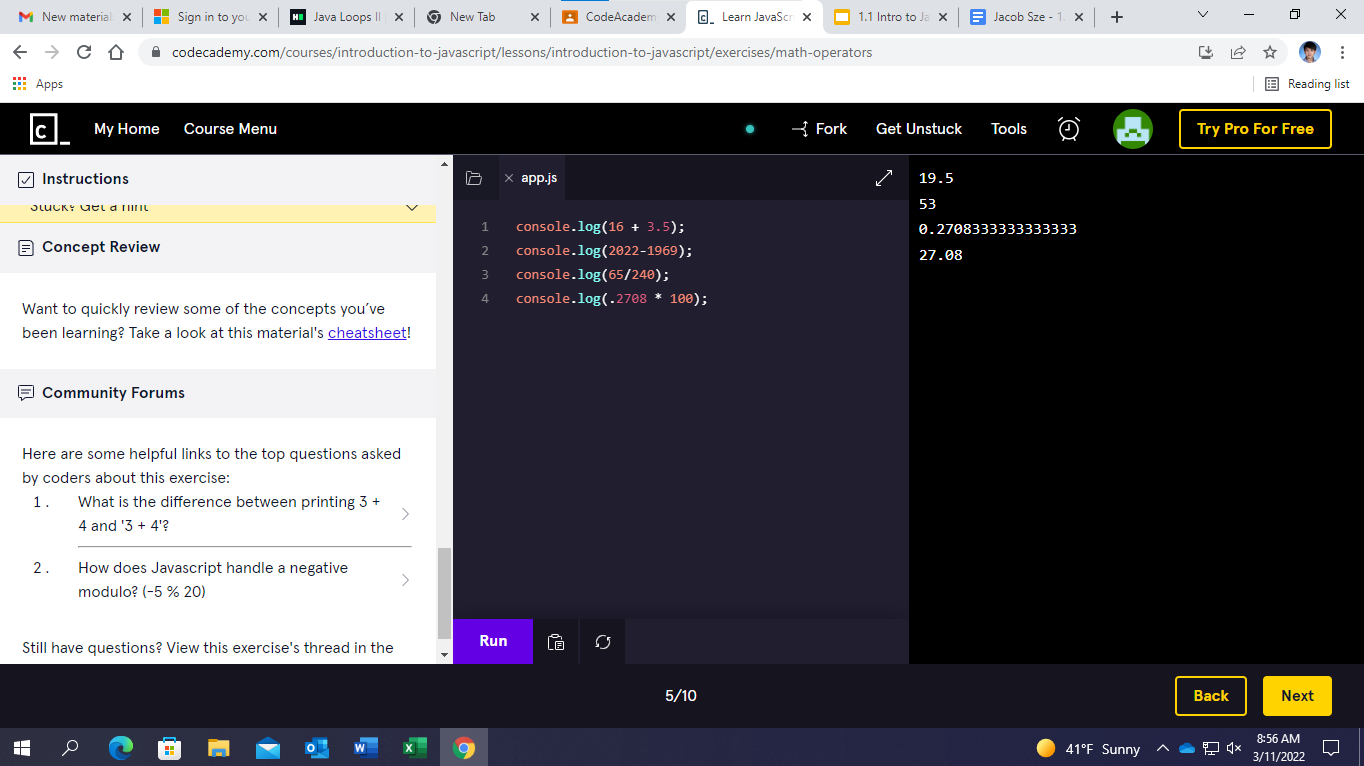 New material
Sign in to you
Java Loops II
New Tab
CodeAcadem
Learn JavaScr
1.1 Intro to Ja
Jacob Sze - 1.
codecademy.com/courses/introduction-to-javascript/lessons/introduction-to-javascript/exercises/math-operators
Apps
Reading list
My Home
Course Menu
Fork
Get Unstuck
Tools
Try Pro For Free
Instructions
Stuck? Get a hint
Concept Review
Want to quickly review some of the concepts you’ve
been learning? Take a look at this material's cheatsheet!
Community Forums
Here are some helpful links to the top questions asked
by coders about this exercise:
1. What is the difference between printing 3 +
4 and '3 + 4'?
2. How does Javascript handle a negative
modulo? (-5 % 20)
Still have questions? View this exercise's thread in the
app.js
1 console.log(16 + 3.5);
2 console.log(2022-1969);
3 console.log(65/240);
4 console.log(.2708 * 100);
Run
19.5
53
0.2708333333333333
27.08
5/10
Back
Next
41°F Sunny
8:56 AM
3/11/2022